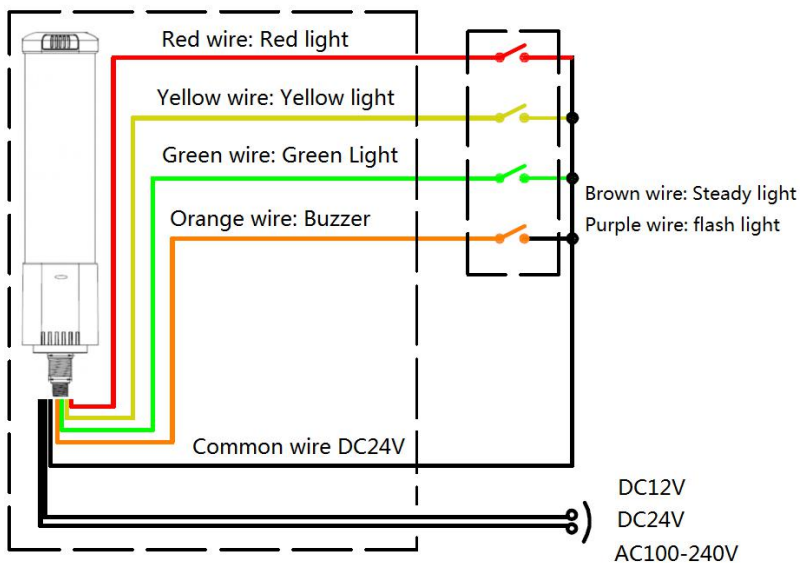 Red wire: Red light
Yellow wire: Yellow light
Green wire: Green Light
Brown wire: Steady light
Orange wire: Buzzer
Purple wire: flash light
Common wire DC24V
DC12V
DC24V
AC100-240V